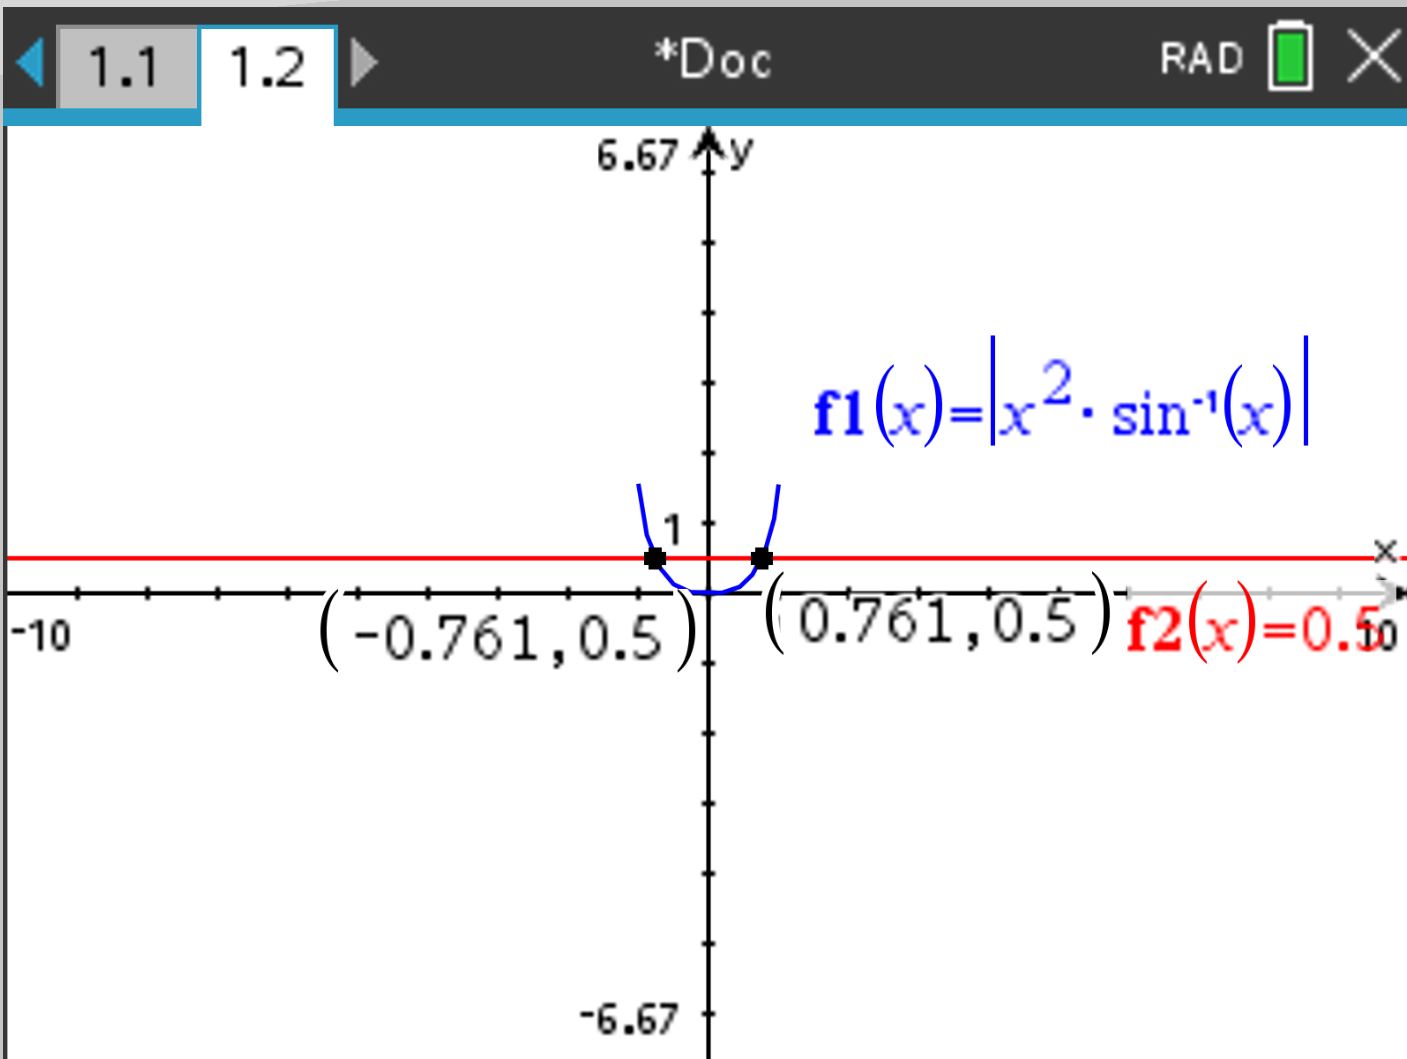 1.1 1.2 *Doc RAD
6.67 y
f1(x)=|x²·sin⁻¹(x)|
1
x
-10 (-0.761,0.5) (0.761,0.5) f2(x)=0.5 10
-6.67